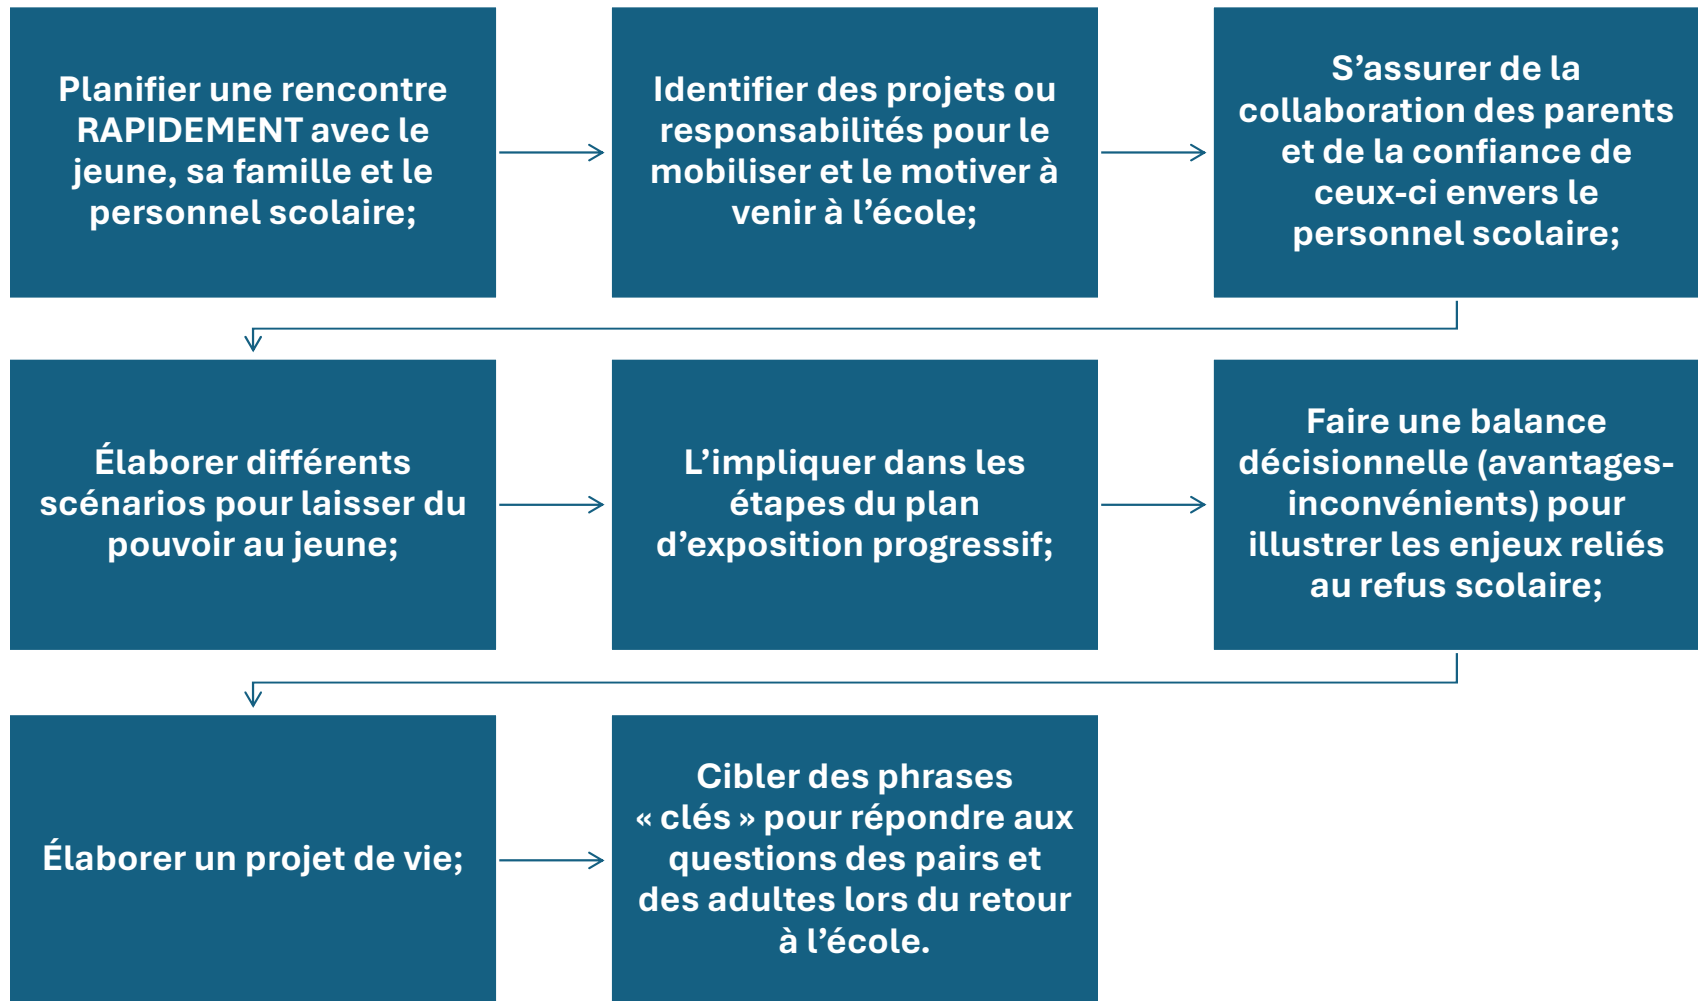 Planifier une rencontre
RAPIDEMENT avec le
jeune, sa famille et le
personnel scolaire;
Identifier des projets ou
responsabilités pour le
mobiliser et le motiver à
venir à l’école;
S’assurer de la
collaboration des parents
et de la confiance de
ceux-ci envers le
personnel scolaire;
Élaborer différents
scénarios pour laisser du
pouvoir au jeune;
L’impliquer dans les
étapes du plan
d’exposition progressif;
Faire une balance
décisionnelle (avantages-
inconvénients) pour
illustrer les enjeux reliés
au refus scolaire;
Élaborer un projet de vie;
Cibler des phrases
« clés » pour répondre aux
questions des pairs et
des adultes lors du retour
à l’école.